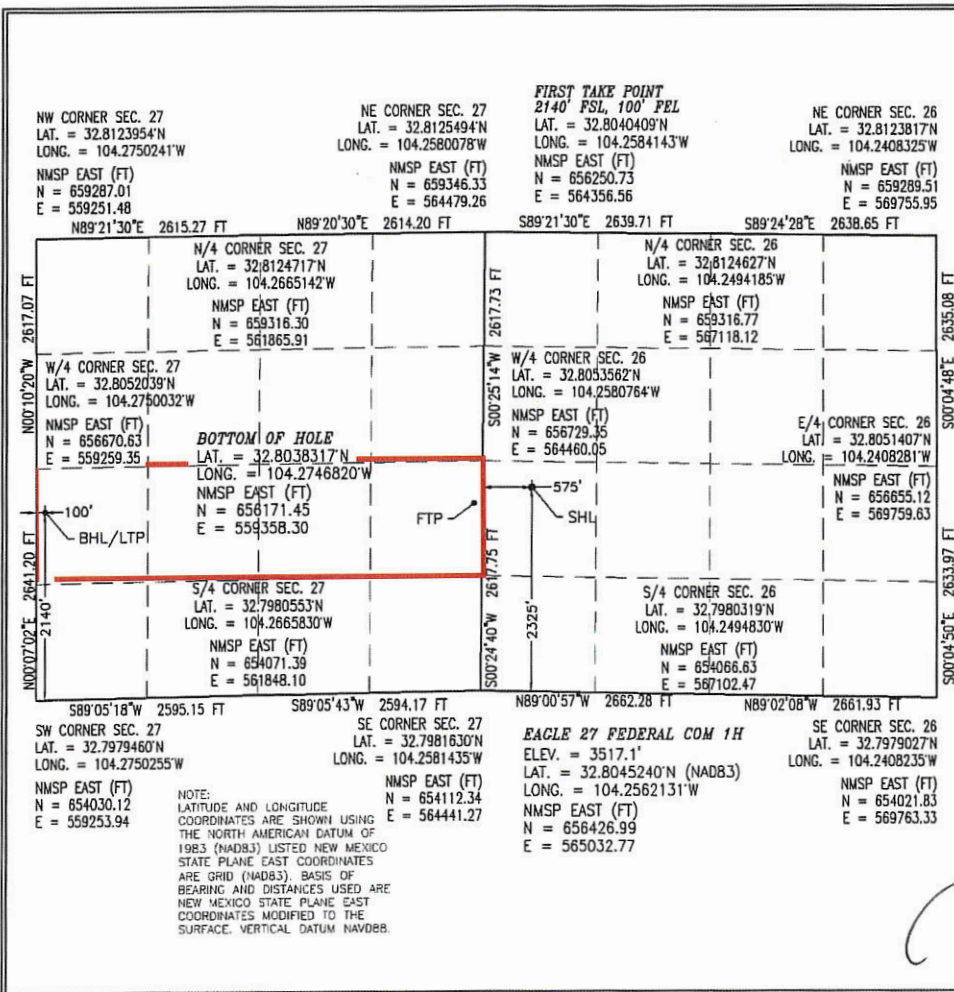 NW CORNER SEC. 27
LAT. = 32.8123954°N
LONG. = 104.2750241°W
NMSP EAST (FT)
N = 659287.01
E = 559251.48
NE CORNER SEC. 27
LAT. = 32.8125494°N
LONG. = 104.2580078°W
NMSP EAST (FT)
N = 659346.33
E = 564479.26
FIRST TAKE POINT
2140' FSL, 100' FEL
LAT. = 32.8040409°N
LONG. = 104.2584143°W
NMSP EAST (FT)
N = 656250.73
E = 564356.56
NE CORNER SEC. 26
LAT. = 32.8123817°N
LONG. = 104.2408325°W
NMSP EAST (FT)
N = 659289.51
E = 569755.95
N89°21'30"E 2615.27 FT
N89°20'30"E 2614.20 FT
S89°21'30"E 2639.71 FT
S89°24'28"E 2638.65 FT
N/4 CORNER SEC. 27
LAT. = 32.8124717°N
LONG. = 104.2665142°W
NMSP EAST (FT)
N = 659316.30
E = 561865.91
N/4 CORNER SEC. 26
LAT. = 32.8124627°N
LONG. = 104.2494185°W
NMSP EAST (FT)
N = 659316.77
E = 567118.12
N00°10'20"W 2617.07 FT
S00°25'14"W 2617.73 FT
S00°04'48"E 2635.08 FT
W/4 CORNER SEC. 27
LAT. = 32.8052039°N
LONG. = 104.2750032°W
NMSP EAST (FT)
N = 656670.63
E = 559259.35
W/4 CORNER SEC. 26
LAT. = 32.8053562°N
LONG. = 104.2580764°W
NMSP EAST (FT)
N = 656729.35
E = 564460.05
E/4 CORNER SEC. 26
LAT = 32.8051407°N
LONG. = 104.2408281°W
NMSP EAST (FT)
N = 656655.12
E = 569759.63
BOTTOM OF HOLE
LAT. = 32.8038317°N
LONG. = 104.2746820°W
NMSP EAST (FT)
N = 656171.45
E = 559358.30
100'
BHL/LTP
FTP
575'
SHL
2140'
2325'
N00°07'02"E 2641.20 FT
S00°24'40"W 2617.75 FT
S00°04'50"E 2633.97 FT
S/4 CORNER SEC. 27
LAT. = 32.7980553°N
LONG. = 104.2665830°W
NMSP EAST (FT)
N = 654071.39
E = 561848.10
S/4 CORNER SEC. 26
LAT. = 32.7980319°N
LONG. = 104.2494830°W
NMSP EAST (FT)
N = 654066.63
E = 567102.47
S89°05'18"W 2595.15 FT
S89°05'43"W 2594.17 FT
N89°00'57"W 2662.28 FT
N89°02'08"W 2661.93 FT
SW CORNER SEC. 27
LAT. = 32.7979460°N
LONG. = 104.2750255°W
NMSP EAST (FT)
N = 654030.12
E = 559253.94
SE CORNER SEC. 27
LAT. = 32.7981630°N
LONG. = 104.2581435°W
NMSP EAST (FT)
N = 654112.34
E = 564441.27
EAGLE 27 FEDERAL COM 1H
ELEV. = 3517.1'
LAT. = 32.8045240°N (NAD83)
LONG. = 104.2562131°W
NMSP EAST (FT)
N = 656426.99
E = 565032.77
SE CORNER SEC. 26
LAT. = 32.7979027°N
LONG. = 104.2408235°W
NMSP EAST (FT)
N = 654021.83
E = 569763.33
NOTE:
LATITUDE AND LONGITUDE
COORDINATES ARE SHOWN USING
THE NORTH AMERICAN DATUM OF
1983 (NAD83) LISTED NEW MEXICO
STATE PLANE EAST COORDINATES
ARE GRID (NAD83). BASIS OF
BEARING AND DISTANCES USED ARE
NEW MEXICO STATE PLANE EAST
COORDINATES MODIFIED TO THE
SURFACE. VERTICAL DATUM NAVD88.